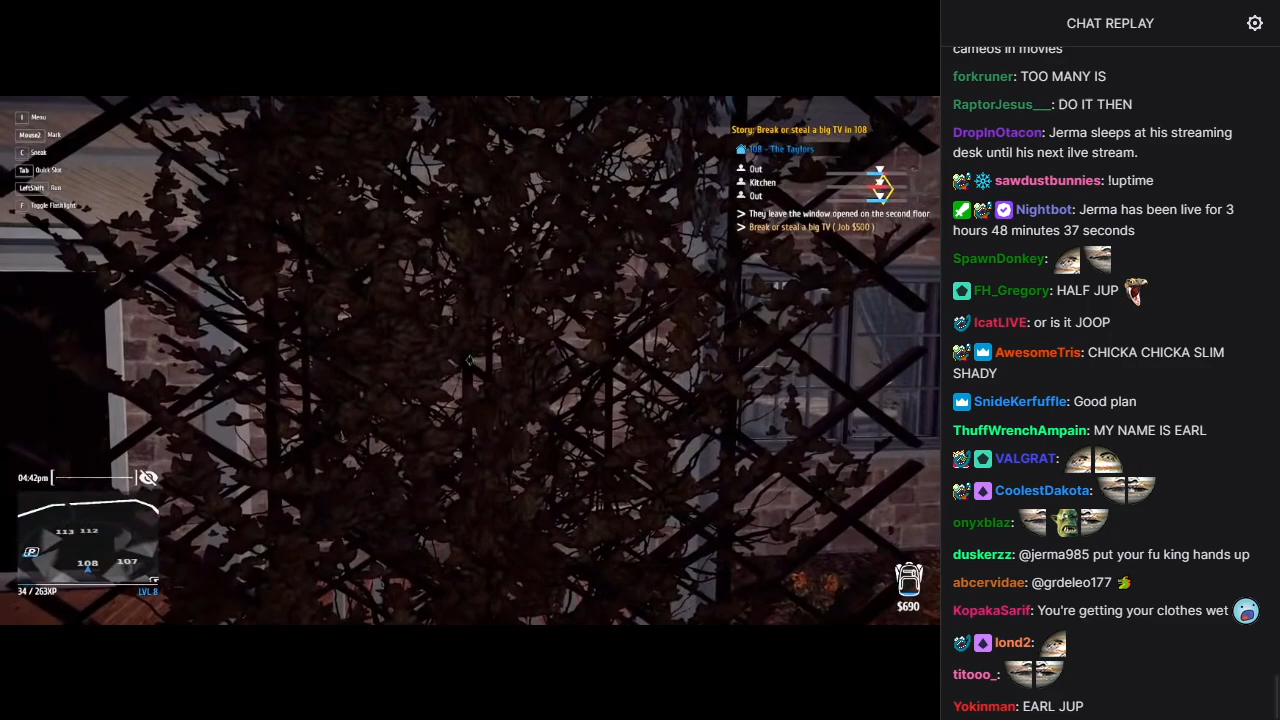 I Menu
Mouse2 Mark
C Sneak
Tab Quick Slot
LeftShift Run
F Toggle Flashlight
Story: Break or steal a big TV in 108
108 - The Taylors
Out
Kitchen
Out
> They leave the window opened on the second floor
> Break or steal a big TV ( Job $500 )
04:42pm
113 112
P
108 107
34 / 263XP LVL 8
$690
CHAT REPLAY
cameos in movies
forkruner: TOO MANY IS
RaptorJesus___: DO IT THEN
DropInOtacon: Jerma sleeps at his streaming
desk until his next ilve stream.
sawdustbunnies: !uptime
Nightbot: Jerma has been live for 3
hours 48 minutes 37 seconds
SpawnDonkey:
FH_Gregory: HALF JUP
IcatLIVE: or is it JOOP
AwesomeTris: CHICKA CHICKA SLIM
SHADY
SnideKerfuffle: Good plan
ThuffWrenchAmpain: MY NAME IS EARL
VALGRAT:
CoolestDakota:
onyxblaz:
duskerzz: @jerma985 put your fu king hands up
abcervidae: @grdeleo177
KopakaSarif: You're getting your clothes wet
lond2:
titooo_:
Yokinman: EARL JUP